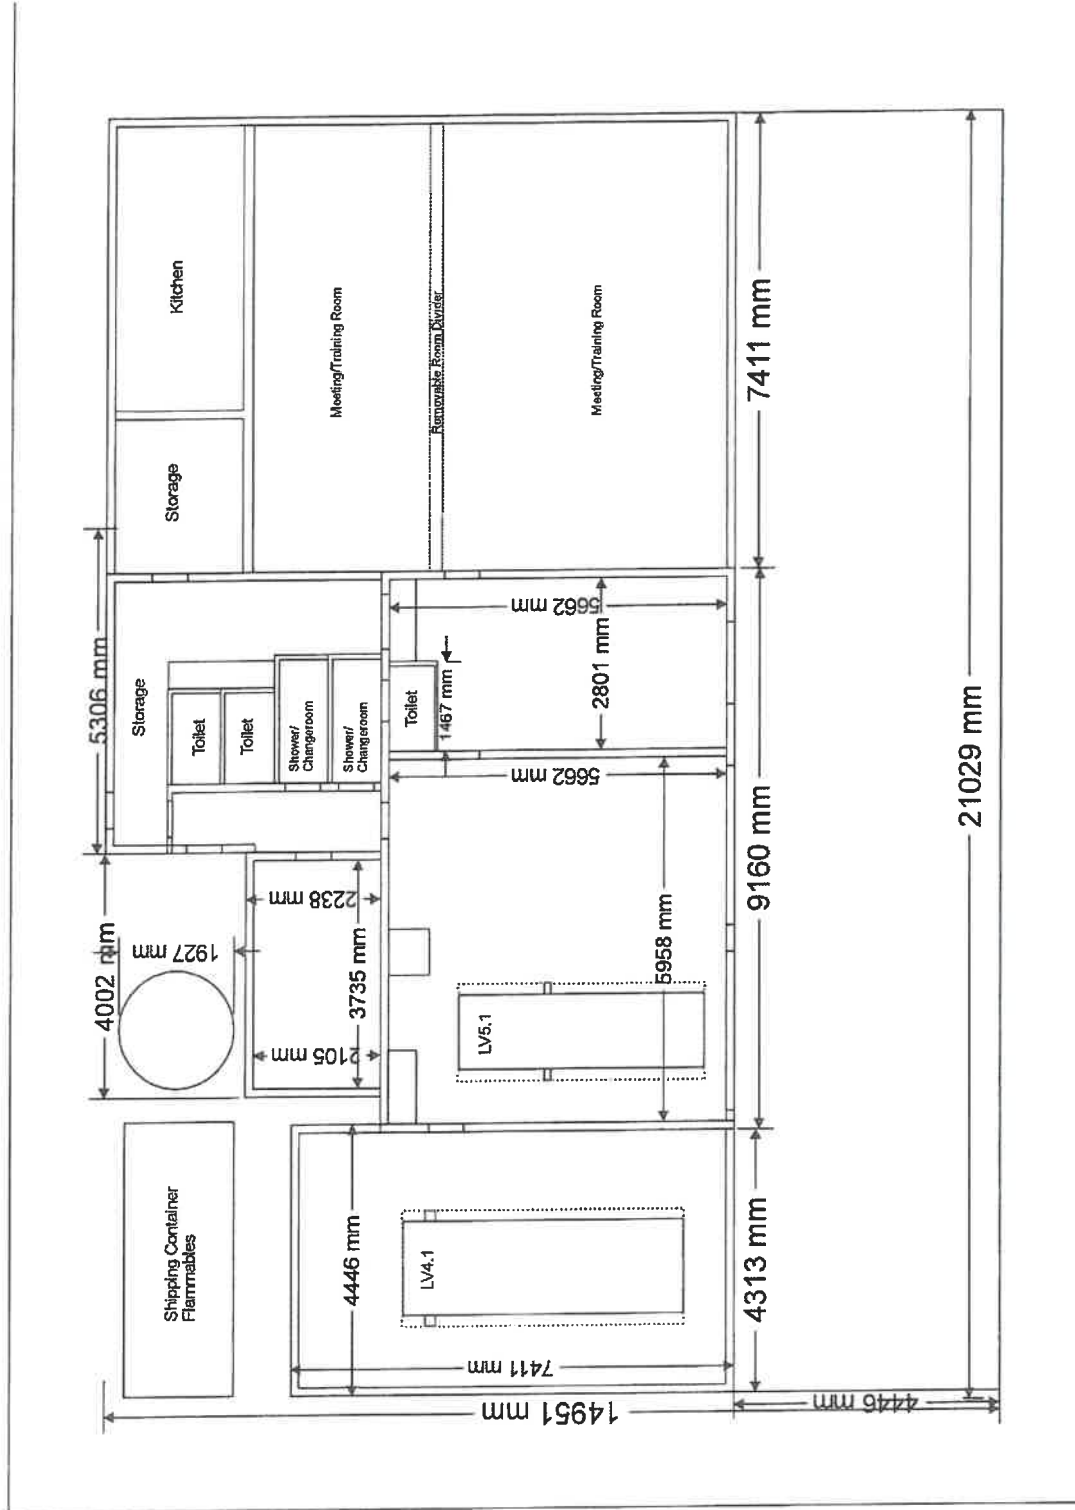 Kitchen
Meeting/Training Room
Removable Room Divider
Meeting/Training Room
7411 mm
Storage
5306 mm
Storage
Toilet
Toilet
Shower/
Changeroom
Shower/
Changeroom
Toilet
1467 mm
5662 mm
2801 mm
5662 mm
9160 mm
21029 mm
4002 mm
1927 mm
2238 mm
3735 mm
2105 mm
5958 mm
LV5.1
Shipping Container
Flammables
4446 mm
LV4.1
7411 mm
4313 mm
14951 mm
4446 mm